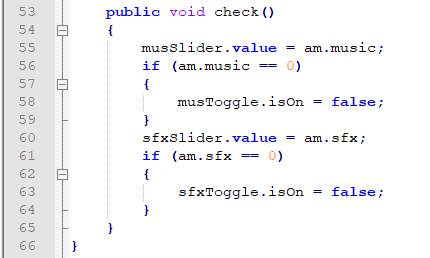 53 public void check()
54 {
55 musSlider.value = am.music;
56 if (am.music == 0)
57 {
58 musToggle.isOn = false;
59 }
60 sfxSlider.value = am.sfx;
61 if (am.sfx == 0)
62 {
63 sfxToggle.isOn = false;
64 }
65 }
66 }